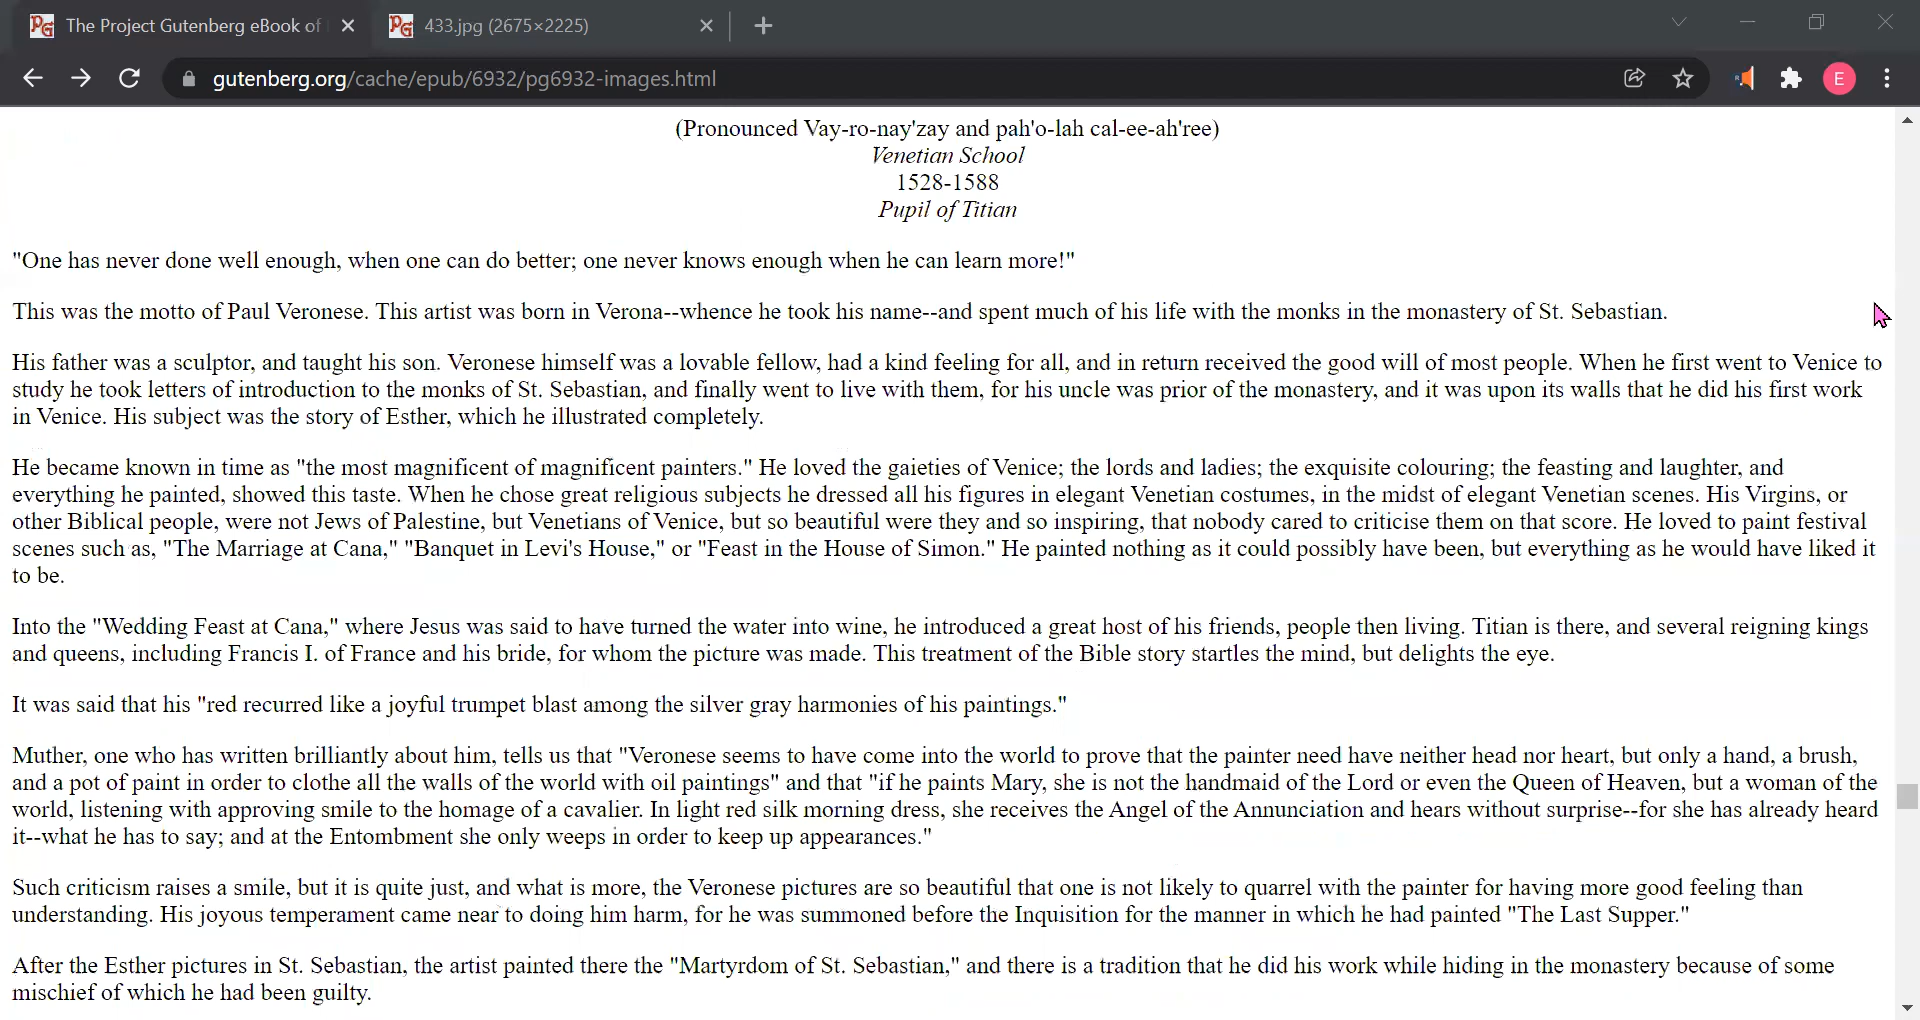 The Project Gutenberg eBook of
433.jpg (2675×2225)
gutenberg.org/cache/epub/6932/pg6932-images.html
E
(Pronounced Vay-ro-nay'zay and pah'o-lah cal-ee-ah'ree)
Venetian School
1528-1588
Pupil of Titian
"One has never done well enough, when one can do better; one never knows enough when he can learn more!"
This was the motto of Paul Veronese. This artist was born in Verona--whence he took his name--and spent much of his life with the monks in the monastery of St. Sebastian.
His father was a sculptor, and taught his son. Veronese himself was a lovable fellow, had a kind feeling for all, and in return received the good will of most people. When he first went to Venice to
study he took letters of introduction to the monks of St. Sebastian, and finally went to live with them, for his uncle was prior of the monastery, and it was upon its walls that he did his first work
in Venice. His subject was the story of Esther, which he illustrated completely.
He became known in time as "the most magnificent of magnificent painters." He loved the gaieties of Venice; the lords and ladies; the exquisite colouring; the feasting and laughter, and
everything he painted, showed this taste. When he chose great religious subjects he dressed all his figures in elegant Venetian costumes, in the midst of elegant Venetian scenes. His Virgins, or
other Biblical people, were not Jews of Palestine, but Venetians of Venice, but so beautiful were they and so inspiring, that nobody cared to criticise them on that score. He loved to paint festival
scenes such as, "The Marriage at Cana," "Banquet in Levi's House," or "Feast in the House of Simon." He painted nothing as it could possibly have been, but everything as he would have liked it
to be.
Into the "Wedding Feast at Cana," where Jesus was said to have turned the water into wine, he introduced a great host of his friends, people then living. Titian is there, and several reigning kings
and queens, including Francis I. of France and his bride, for whom the picture was made. This treatment of the Bible story startles the mind, but delights the eye.
It was said that his "red recurred like a joyful trumpet blast among the silver gray harmonies of his paintings."
Muther, one who has written brilliantly about him, tells us that "Veronese seems to have come into the world to prove that the painter need have neither head nor heart, but only a hand, a brush,
and a pot of paint in order to clothe all the walls of the world with oil paintings" and that "if he paints Mary, she is not the handmaid of the Lord or even the Queen of Heaven, but a woman of the
world, listening with approving smile to the homage of a cavalier. In light red silk morning dress, she receives the Angel of the Annunciation and hears without surprise--for she has already heard
it--what he has to say; and at the Entombment she only weeps in order to keep up appearances."
Such criticism raises a smile, but it is quite just, and what is more, the Veronese pictures are so beautiful that one is not likely to quarrel with the painter for having more good feeling than
understanding. His joyous temperament came near to doing him harm, for he was summoned before the Inquisition for the manner in which he had painted "The Last Supper."
After the Esther pictures in St. Sebastian, the artist painted there the "Martyrdom of St. Sebastian," and there is a tradition that he did his work while hiding in the monastery because of some
mischief of which he had been guilty.